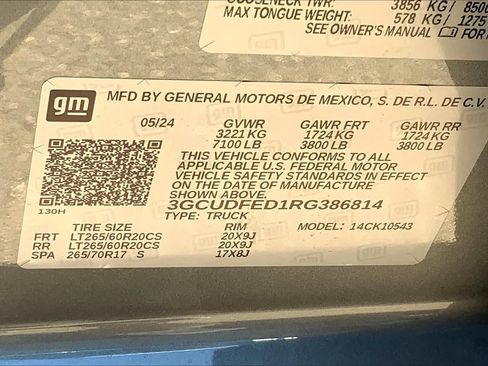 GOOSENECK TWR: 3856 KG / 8500
MAX TONGUE WEIGHT: 578 KG / 1275
SEE OWNER'S MANUAL FOR
gm
MFD BY GENERAL MOTORS DE MEXICO, S. DE R.L. DE C.V.
05/24 GVWR GAWR FRT GAWR RR
3221 KG 1724 KG 1724 KG
7100 LB 3800 LB 3800 LB
THIS VEHICLE CONFORMS TO ALL
APPLICABLE U.S. FEDERAL MOTOR
VEHICLE SAFETY STANDARDS IN EFFECT
ON THE DATE OF MANUFACTURE
SHOWN ABOVE.
130H
3GCUDFED1RG386814
TYPE: TRUCK MODEL: 14CK10543
TIRE SIZE RIM
FRT LT265/60R20CS 20X9J
RR LT265/60R20CS 20X9J
SPA 265/70R17 S 17X8J